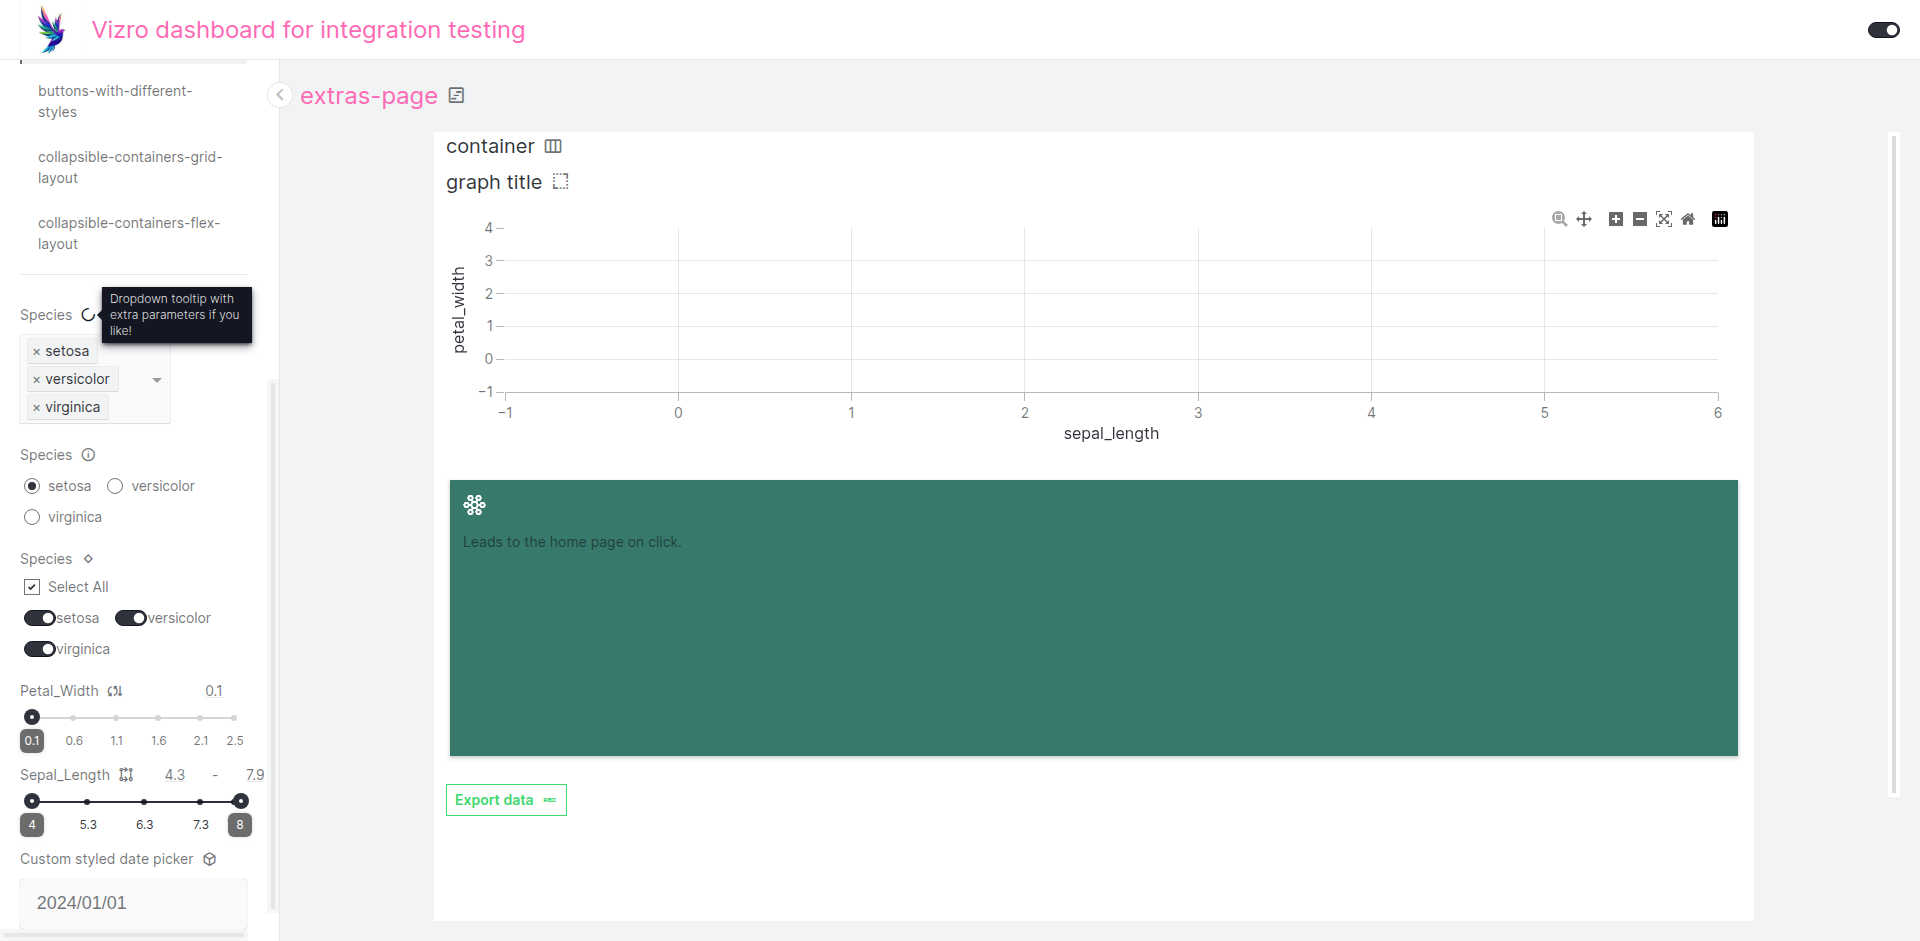 Vizro dashboard for integration testing
buttons-with-different-
styles
collapsible-containers-grid-
layout
collapsible-containers-flex-
layout
Species
Dropdown tooltip with
extra parameters if you
like!
× setosa
× versicolor
× virginica
Species
setosa versicolor
virginica
Species
Select All
setosa versicolor
virginica
Petal_Width 0.1
0.1 0.6 1.1 1.6 2.1 2.5
Sepal_Length 4.3 - 7.9
4 5.3 6.3 7.3 8
Custom styled date picker
2024/01/01
extras-page
container
graph title
4
3
2
1
0
−1
petal_width
−1 0 1 2 3 4 5 6
sepal_length
Leads to the home page on click.
Export data ABC